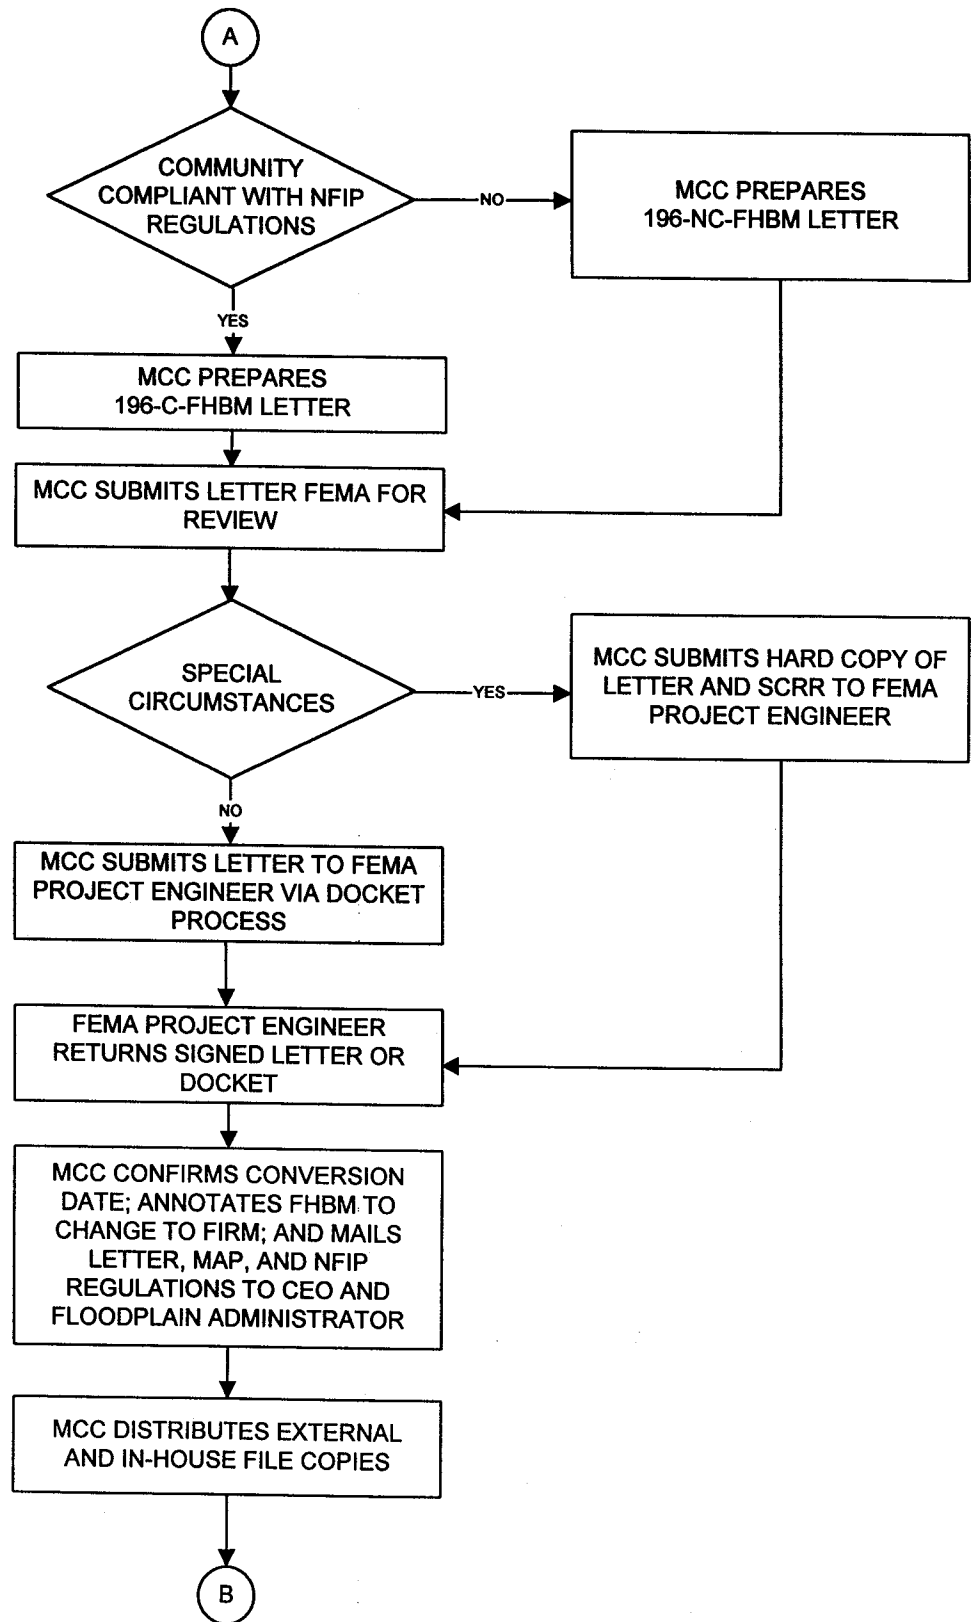 A
COMMUNITY
COMPLIANT WITH NFIP
REGULATIONS
NO
MCC PREPARES
196-NC-FHBM LETTER
YES
MCC PREPARES
196-C-FHBM LETTER
MCC SUBMITS LETTER FEMA FOR
REVIEW
SPECIAL
CIRCUMSTANCES
YES
MCC SUBMITS HARD COPY OF
LETTER AND SCRR TO FEMA
PROJECT ENGINEER
NO
MCC SUBMITS LETTER TO FEMA
PROJECT ENGINEER VIA DOCKET
PROCESS
FEMA PROJECT ENGINEER
RETURNS SIGNED LETTER OR
DOCKET
MCC CONFIRMS CONVERSION
DATE; ANNOTATES FHBM TO
CHANGE TO FIRM; AND MAILS
LETTER, MAP, AND NFIP
REGULATIONS TO CEO AND
FLOODPLAIN ADMINISTRATOR
MCC DISTRIBUTES EXTERNAL
AND IN-HOUSE FILE COPIES
B